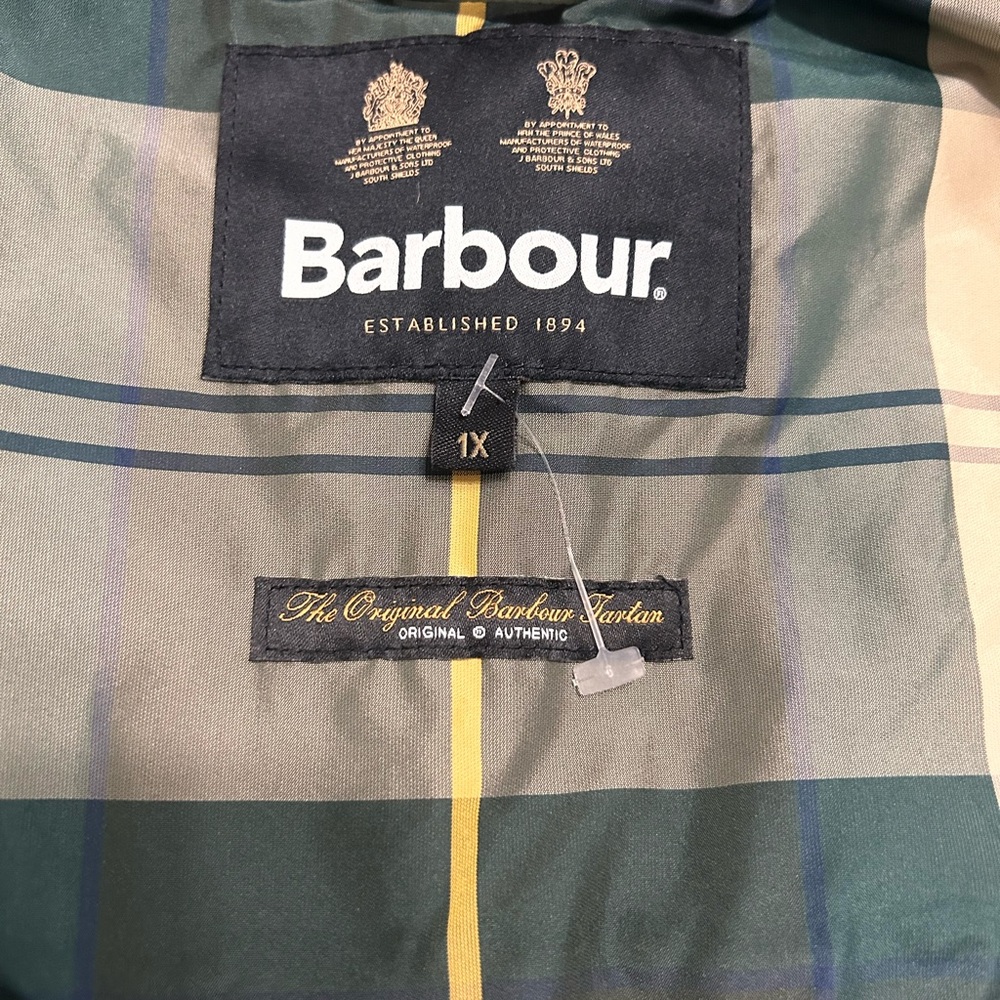 BY APPOINTMENT TO
HER MAJESTY THE QUEEN
MANUFACTURERS OF WATERPROOF
AND PROTECTIVE CLOTHING
J BARBOUR & SONS LTD
SOUTH SHIELDS
BY APPOINTMENT TO
HRH THE PRINCE OF WALES
MANUFACTURERS OF WATERPROOF
AND PROTECTIVE CLOTHING
J BARBOUR & SONS LTD
SOUTH SHIELDS
Barbour®
ESTABLISHED 1894
1X
The Original Barbour Tartan
ORIGINAL ® AUTHENTIC